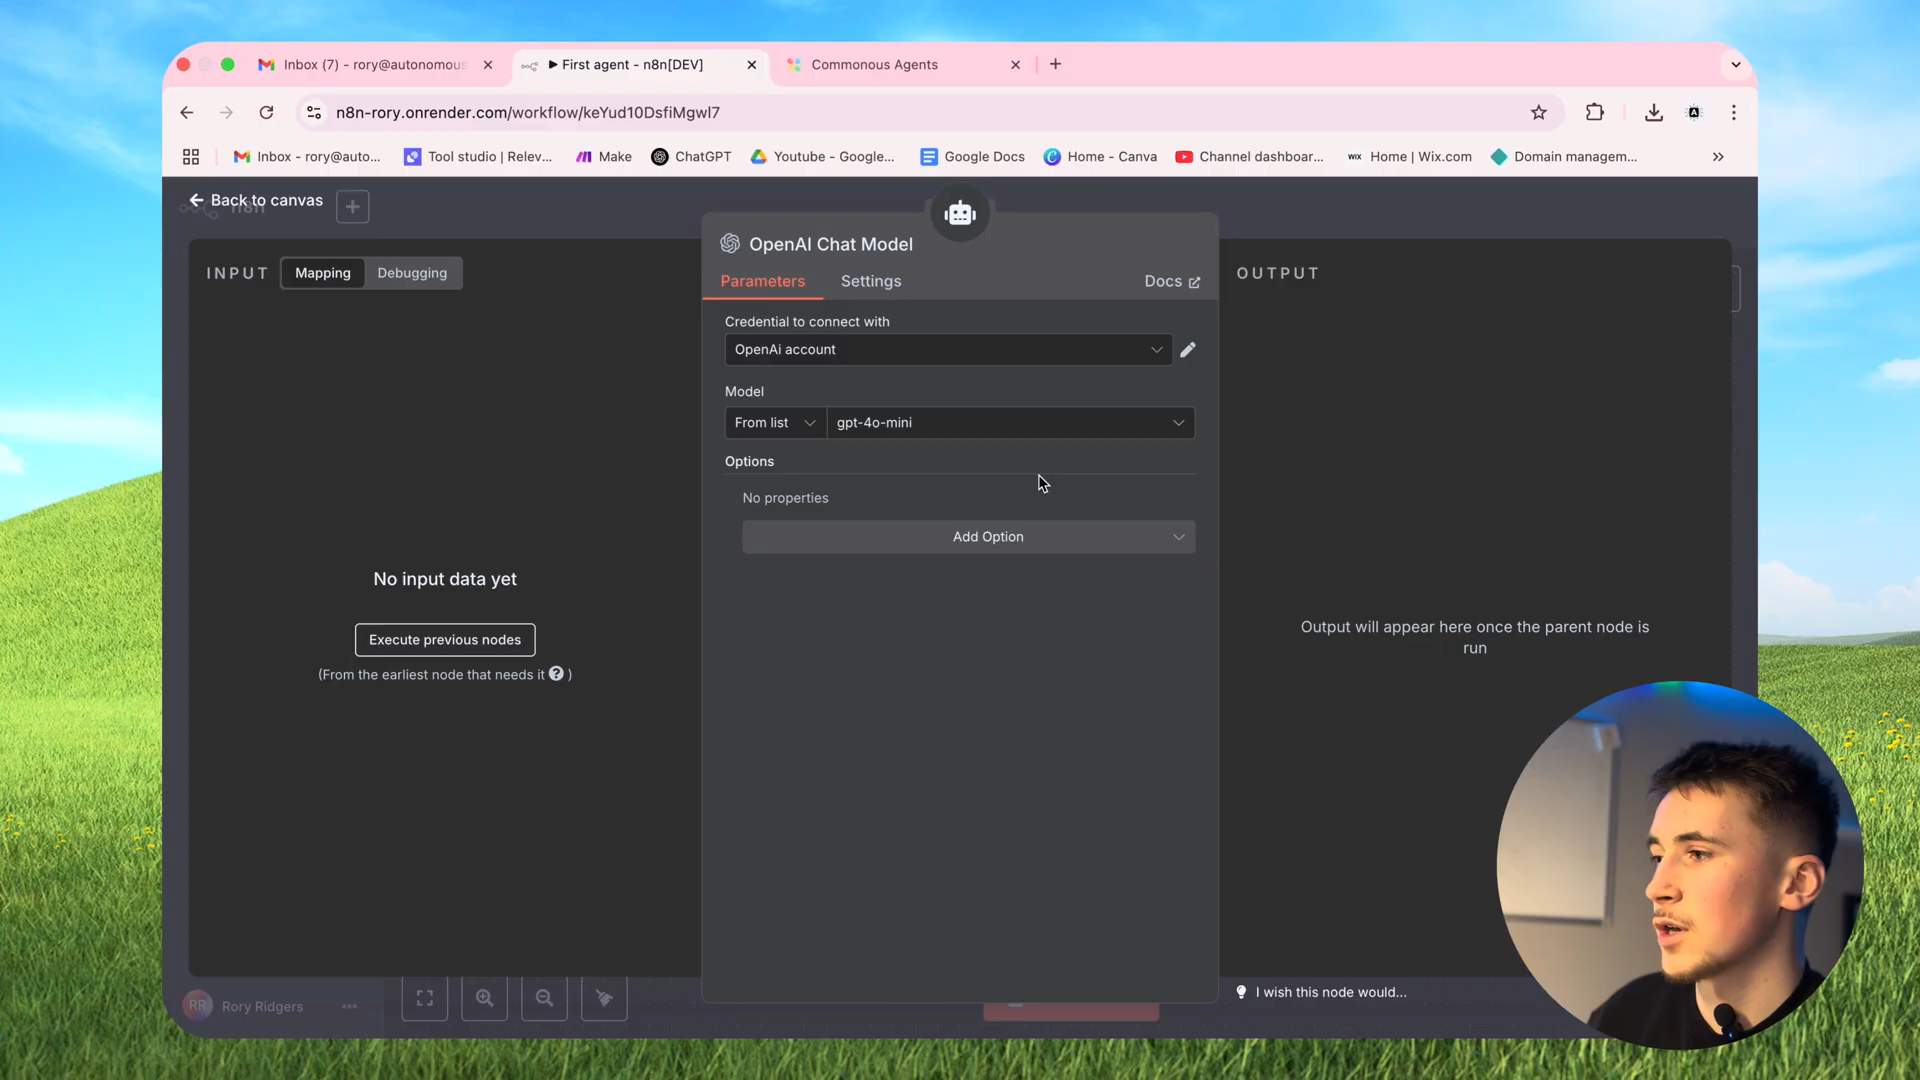 Inbox (7) - rory@autonomous
First agent - n8n[DEV]
Commonous Agents
n8n-rory.onrender.com/workflow/keYud10DsfiMgwl7
Inbox - rory@auto...
Tool studio | Relev...
Make
ChatGPT
Youtube - Google...
Google Docs
Home - Canva
Channel dashboar...
WIX Home | Wix.com
Domain managem...
Back to canvas
n8n
INPUT
Mapping
Debugging
OpenAI Chat Model
Parameters
Settings
Docs
Credential to connect with
OpenAi account
Model
From list
gpt-4o-mini
Options
No properties
Add Option
No input data yet
Execute previous nodes
(From the earliest node that needs it ? )
OUTPUT
Output will appear here once the parent node is
run
RR
Rory Ridgers
I wish this node would...